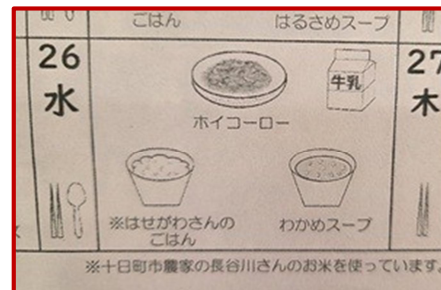 ごはん
はるさめスープ
26
水
牛乳
ホイコーロー
27
木
※はせがわさんの
ごはん
わかめスープ
※十日町市農家の長谷川さんのお米を使っています。